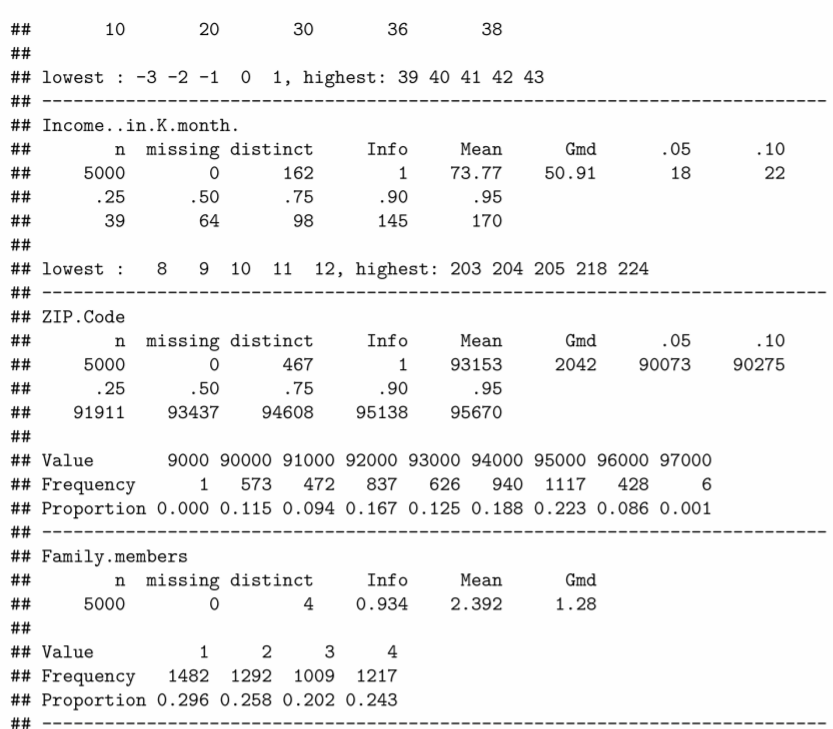 ##        10       20       30       36       38
##
## lowest : -3 -2 -1  0  1, highest: 39 40 41 42 43
## ---------------------------------------------------------------------------
## Income..in.K.month.
##        n  missing distinct     Info     Mean      Gmd      .05      .10
##     5000        0      162        1    73.77    50.91       18       22
##      .25      .50      .75      .90      .95
##       39       64       98      145      170
##
## lowest :   8   9  10  11  12, highest: 203 204 205 218 224
## ---------------------------------------------------------------------------
## ZIP.Code
##        n  missing distinct     Info     Mean      Gmd      .05      .10
##     5000        0      467        1    93153     2042    90073    90275
##      .25      .50      .75      .90      .95
##    91911    93437    94608    95138    95670
##
## Value       9000 90000 91000 92000 93000 94000 95000 96000 97000
## Frequency      1   573   472   837   626   940  1117   428     6
## Proportion 0.000 0.115 0.094 0.167 0.125 0.188 0.223 0.086 0.001
## ---------------------------------------------------------------------------
## Family.members
##        n  missing distinct     Info     Mean      Gmd
##     5000        0        4    0.934    2.392     1.28
##
## Value          1     2     3     4
## Frequency   1482  1292  1009  1217
## Proportion 0.296 0.258 0.202 0.243
## ---------------------------------------------------------------------------